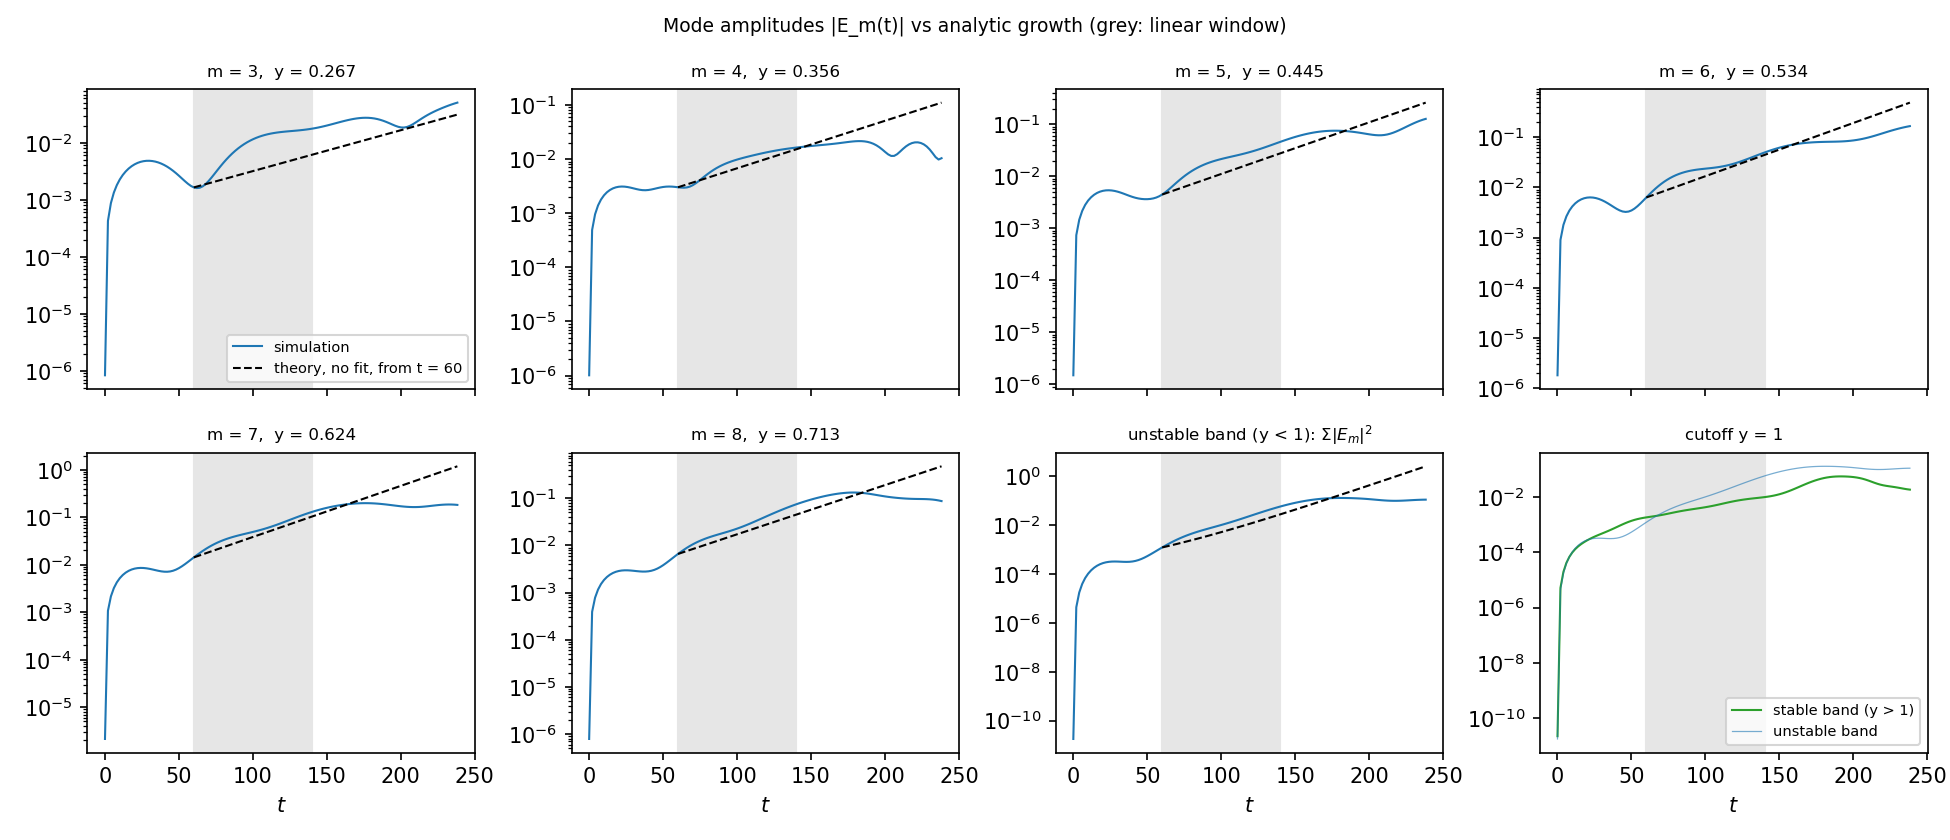 Mode amplitudes |E_m(t)| vs analytic growth (grey: linear window)
m = 3,  y = 0.267
10⁻²
10⁻³
10⁻⁴
10⁻⁵
10⁻⁶
simulation
theory, no fit, from t = 60
m = 4,  y = 0.356
10⁻¹
10⁻²
10⁻³
10⁻⁴
10⁻⁵
10⁻⁶
m = 5,  y = 0.445
10⁻¹
10⁻²
10⁻³
10⁻⁴
10⁻⁵
10⁻⁶
m = 6,  y = 0.534
10⁻¹
10⁻²
10⁻³
10⁻⁴
10⁻⁵
10⁻⁶
m = 7,  y = 0.624
10⁰
10⁻¹
10⁻²
10⁻³
10⁻⁴
10⁻⁵
0 50 100 150 200 250
t
m = 8,  y = 0.713
10⁻¹
10⁻²
10⁻³
10⁻⁴
10⁻⁵
10⁻⁶
0 50 100 150 200 250
t
unstable band (y < 1): Σ|Eₘ|²
10⁰
10⁻²
10⁻⁴
10⁻⁶
10⁻⁸
10⁻¹⁰
0 50 100 150 200 250
t
cutoff y = 1
10⁻²
10⁻⁴
10⁻⁶
10⁻⁸
10⁻¹⁰
stable band (y > 1)
unstable band
0 50 100 150 200 250
t